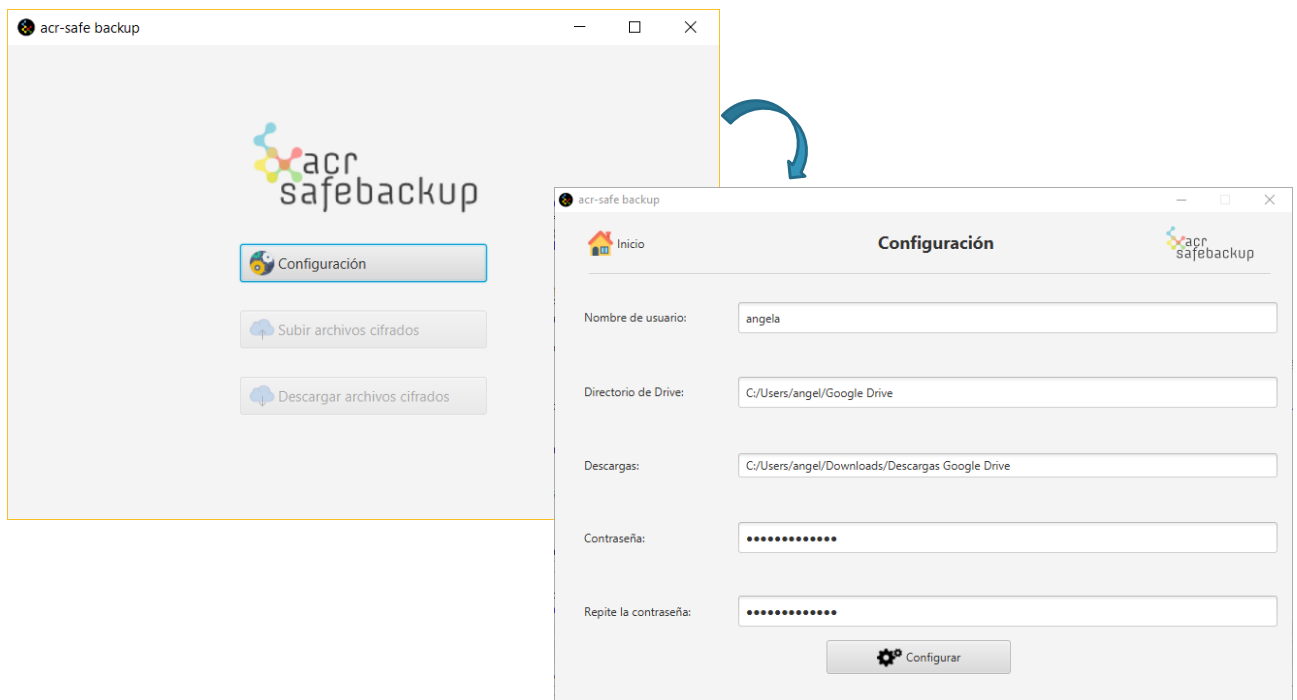 acr-safe backup
acr
safebackup
Configuración
Subir archivos cifrados
Descargar archivos cifrados
acr-safe backup
Inicio
Configuración
acr
safebackup
Nombre de usuario:
angela
Directorio de Drive:
C:/Users/angel/Google Drive
Descargas:
C:/Users/angel/Downloads/Descargas Google Drive
Contraseña:
•••••••••••••
Repite la contraseña:
•••••••••••••
Configurar